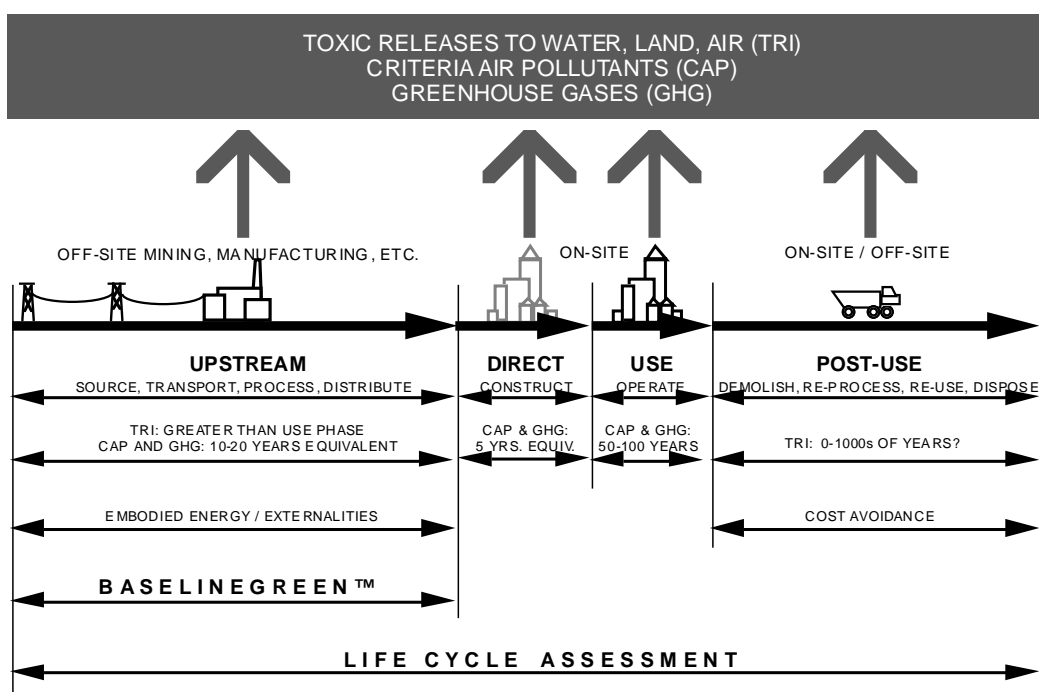 TOXIC RELEASES TO WATER, LAND, AIR (TRI)
CRITERIA AIR POLLUTANTS (CAP)
GREENHOUSE GASES (GHG)
OFF-SITE MINING, MANUFACTURING, ETC.
ON-SITE
ON-SITE / OFF-SITE
UPSTREAM
SOURCE, TRANSPORT, PROCESS, DISTRIBUTE
DIRECT
CONSTRUCT
USE
OPERATE
POST-USE
DEMOLISH, RE-PROCESS, RE-USE, DISPOSE
TRI: GREATER THAN USE PHASE
CAP AND GHG: 10-20 YEARS EQUIVALENT
CAP & GHG:
5 YRS. EQUIV.
CAP & GHG:
50-100 YEARS
TRI: 0-1000s OF YEARS?
EMBODIED ENERGY / EXTERNALITIES
COST AVOIDANCE
BASELINEGREEN™
LIFE CYCLE ASSESSMENT